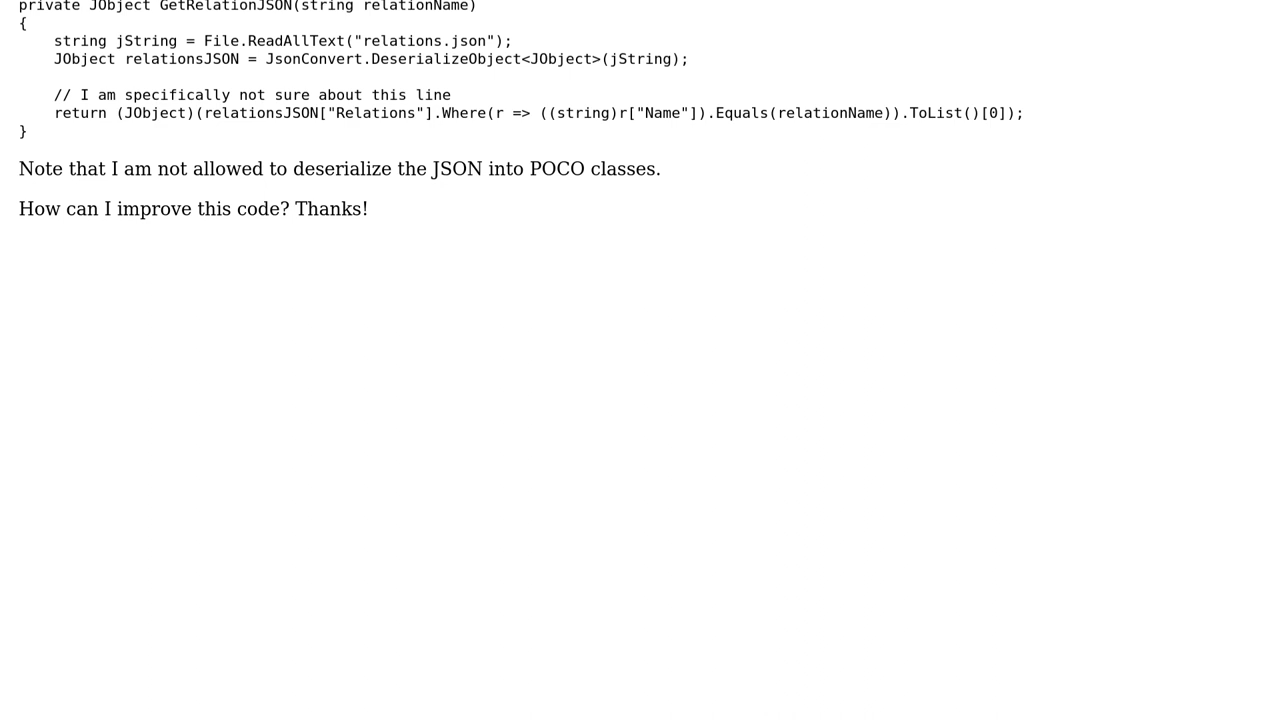 private JObject GetRelationJSON(string relationName)
{
    string jString = File.ReadAllText("relations.json");
    JObject relationsJSON = JsonConvert.DeserializeObject<JObject>(jString);

    // I am specifically not sure about this line
    return (JObject)(relationsJSON["Relations"].Where(r => ((string)r["Name"]).Equals(relationName)).ToList()[0]);
}
Note that I am not allowed to deserialize the JSON into POCO classes.
How can I improve this code? Thanks!